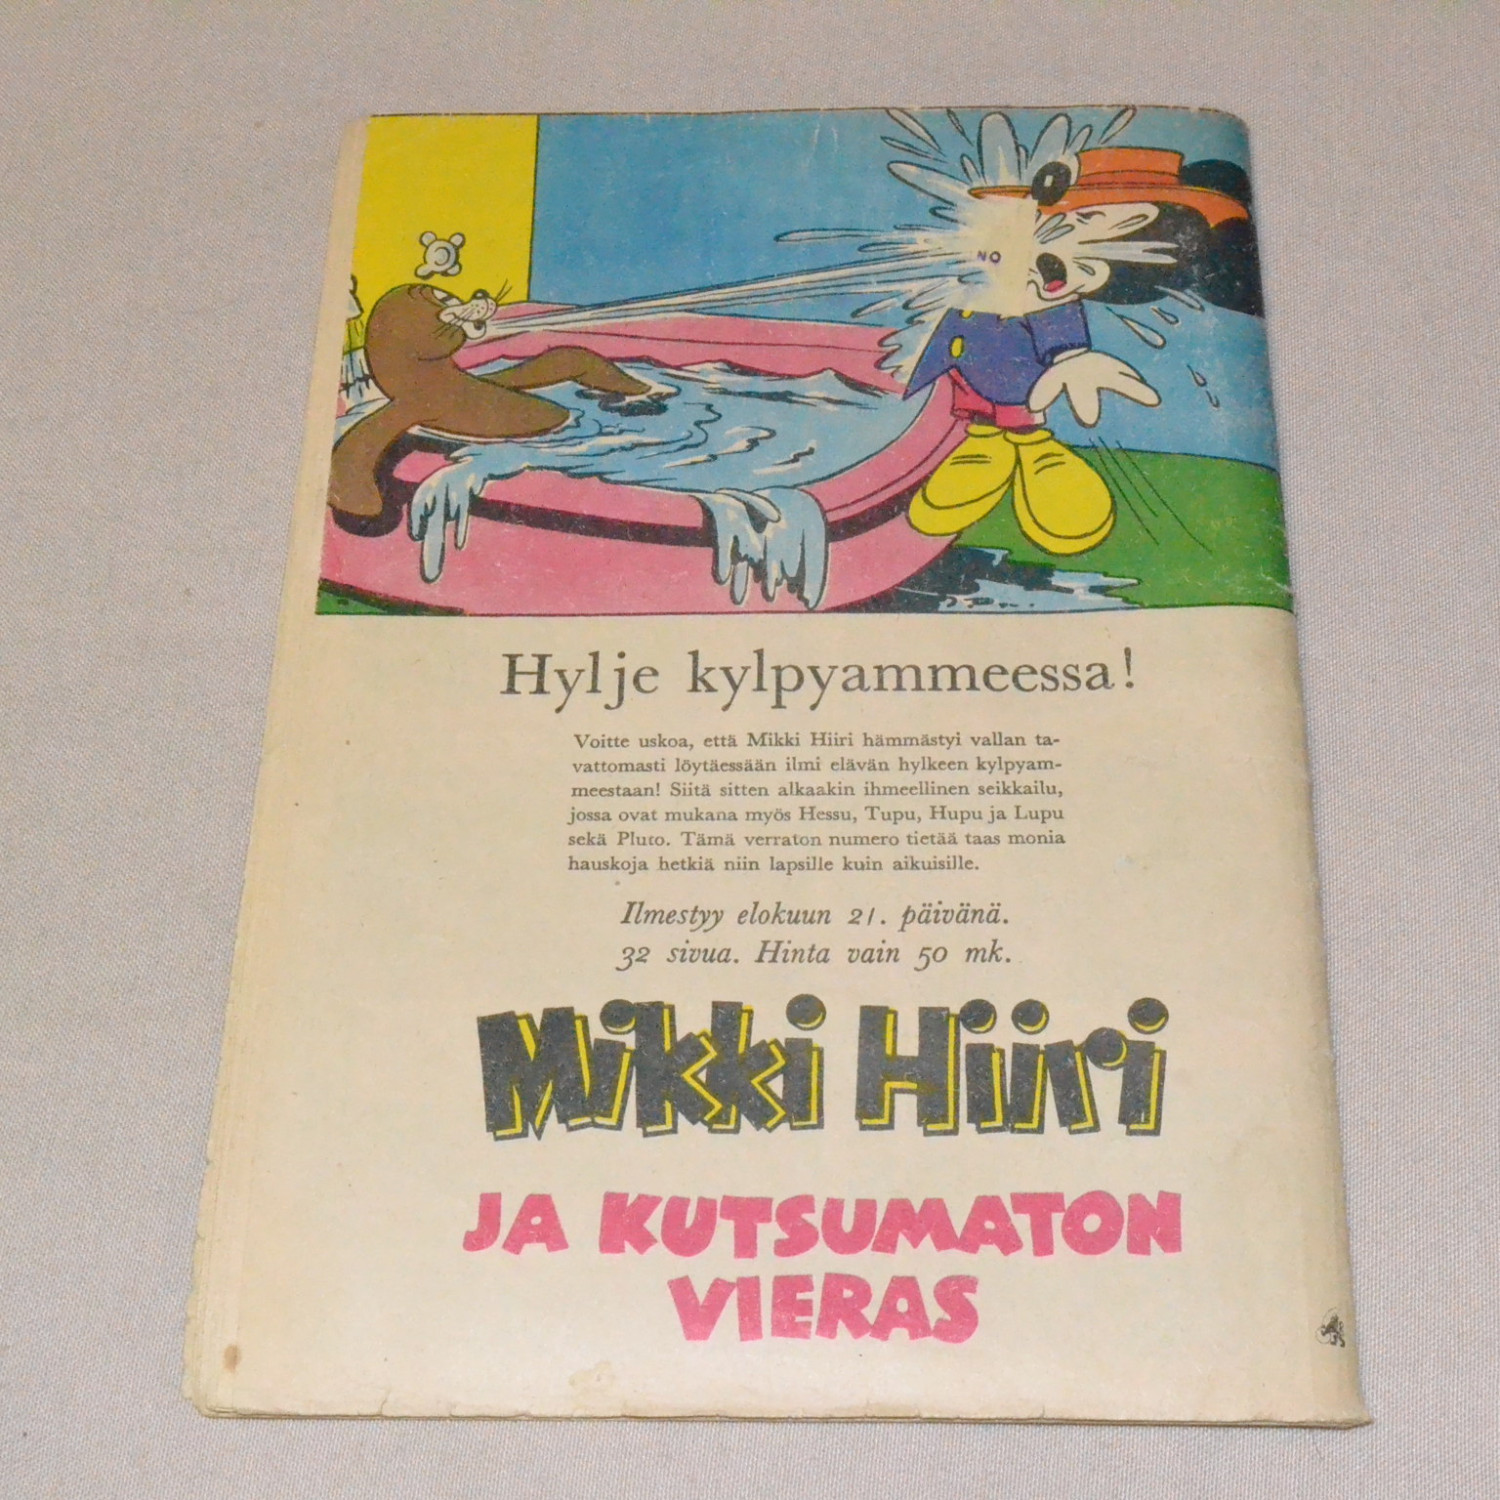 NO
Hylje kylpyammeessa!
Voitte uskoa, että Mikki Hiiri hämmästyi vallan ta-
vattomasti löytäessään ilmi elävän hylkeen kylpyam-
meestaan! Siitä sitten alkaakin ihmeellinen seikkailu,
jossa ovat mukana myös Hessu, Tupu, Hupu ja Lupu
sekä Pluto. Tämä verraton numero tietää taas monia
hauskoja hetkiä niin lapsille kuin aikuisille.
Ilmestyy elokuun 21. päivänä.
32 sivua. Hinta vain 50 mk.
Mikki Hiiri
JA KUTSUMATON
VIERAS